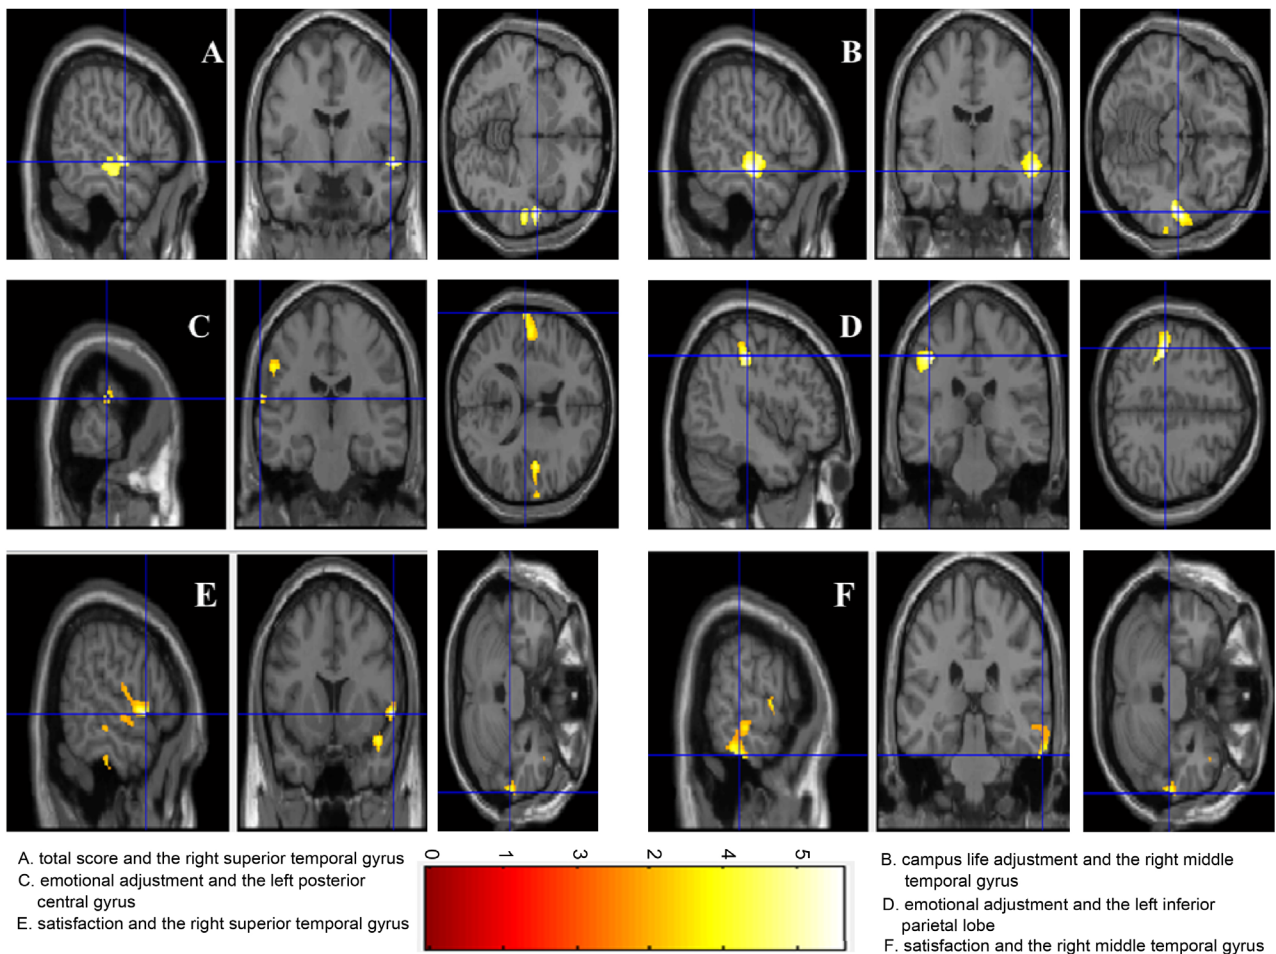 A
B
C
D
E
F
A. total score and the right superior temporal gyrus
C. emotional adjustment and the left posterior
central gyrus
E. satisfaction and the right superior temporal gyrus
0 1 3 2 4 5
B. campus life adjustment and the right middle
temporal gyrus
D. emotional adjustment and the left inferior
parietal lobe
F. satisfaction and the right middle temporal gyrus